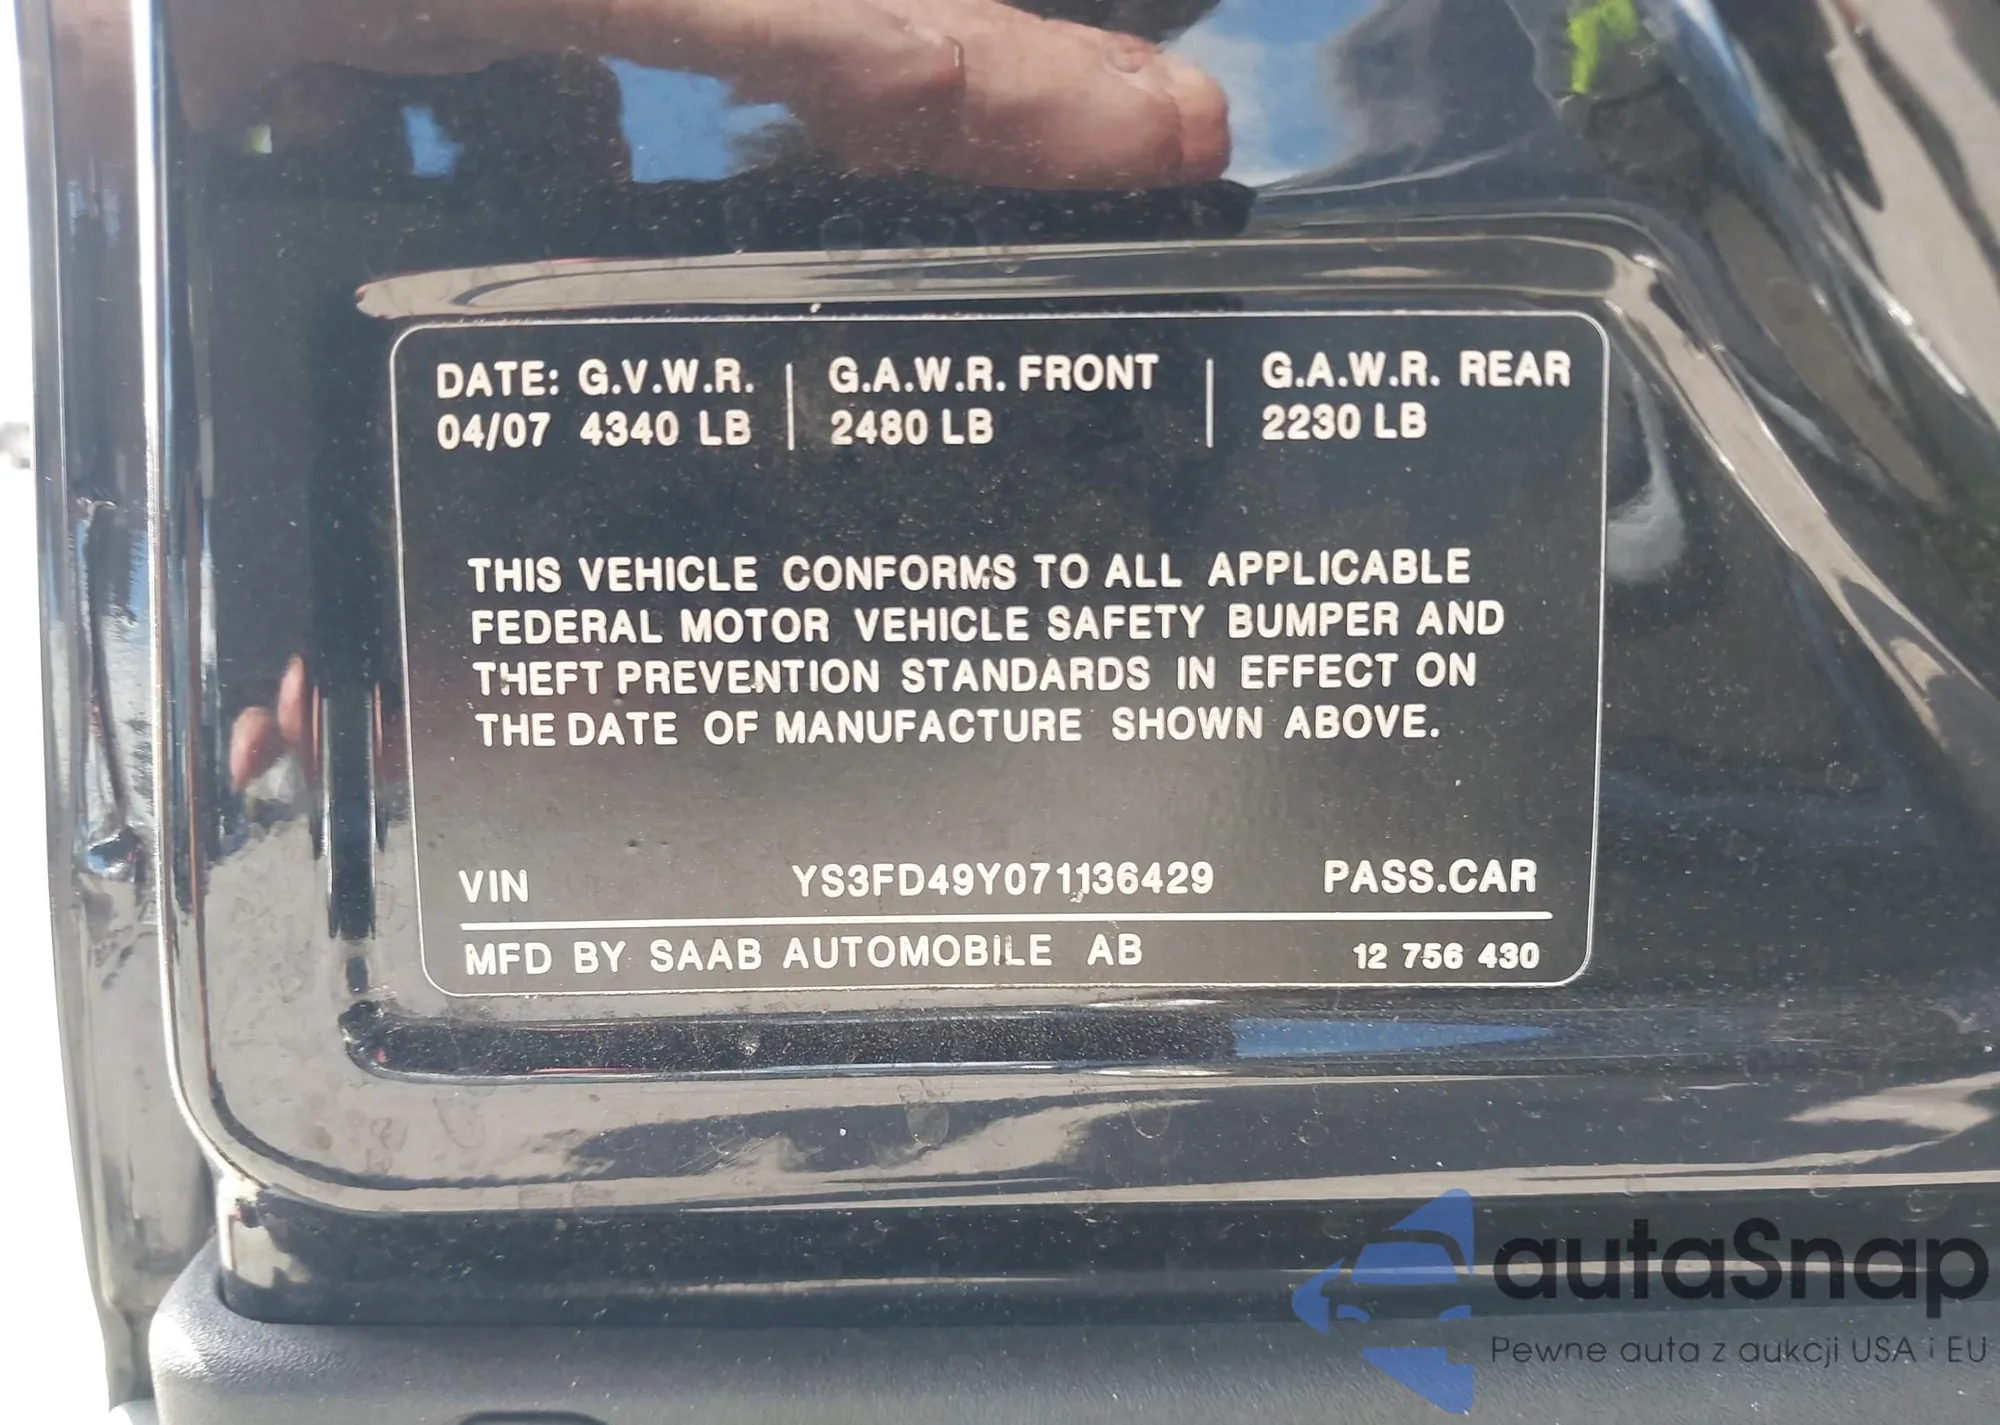 DATE: G.V.W.R. | G.A.W.R. FRONT | G.A.W.R. REAR
04/07 4340 LB | 2480 LB | 2230 LB
THIS VEHICLE CONFORMS TO ALL APPLICABLE
FEDERAL MOTOR VEHICLE SAFETY BUMPER AND
THEFT PREVENTION STANDARDS IN EFFECT ON
THE DATE OF MANUFACTURE SHOWN ABOVE.
VIN YS3FD49Y071136429 PASS.CAR
MFD BY SAAB AUTOMOBILE AB 12 756 430
autaSnap
Pewne auta z aukcji USA i EU